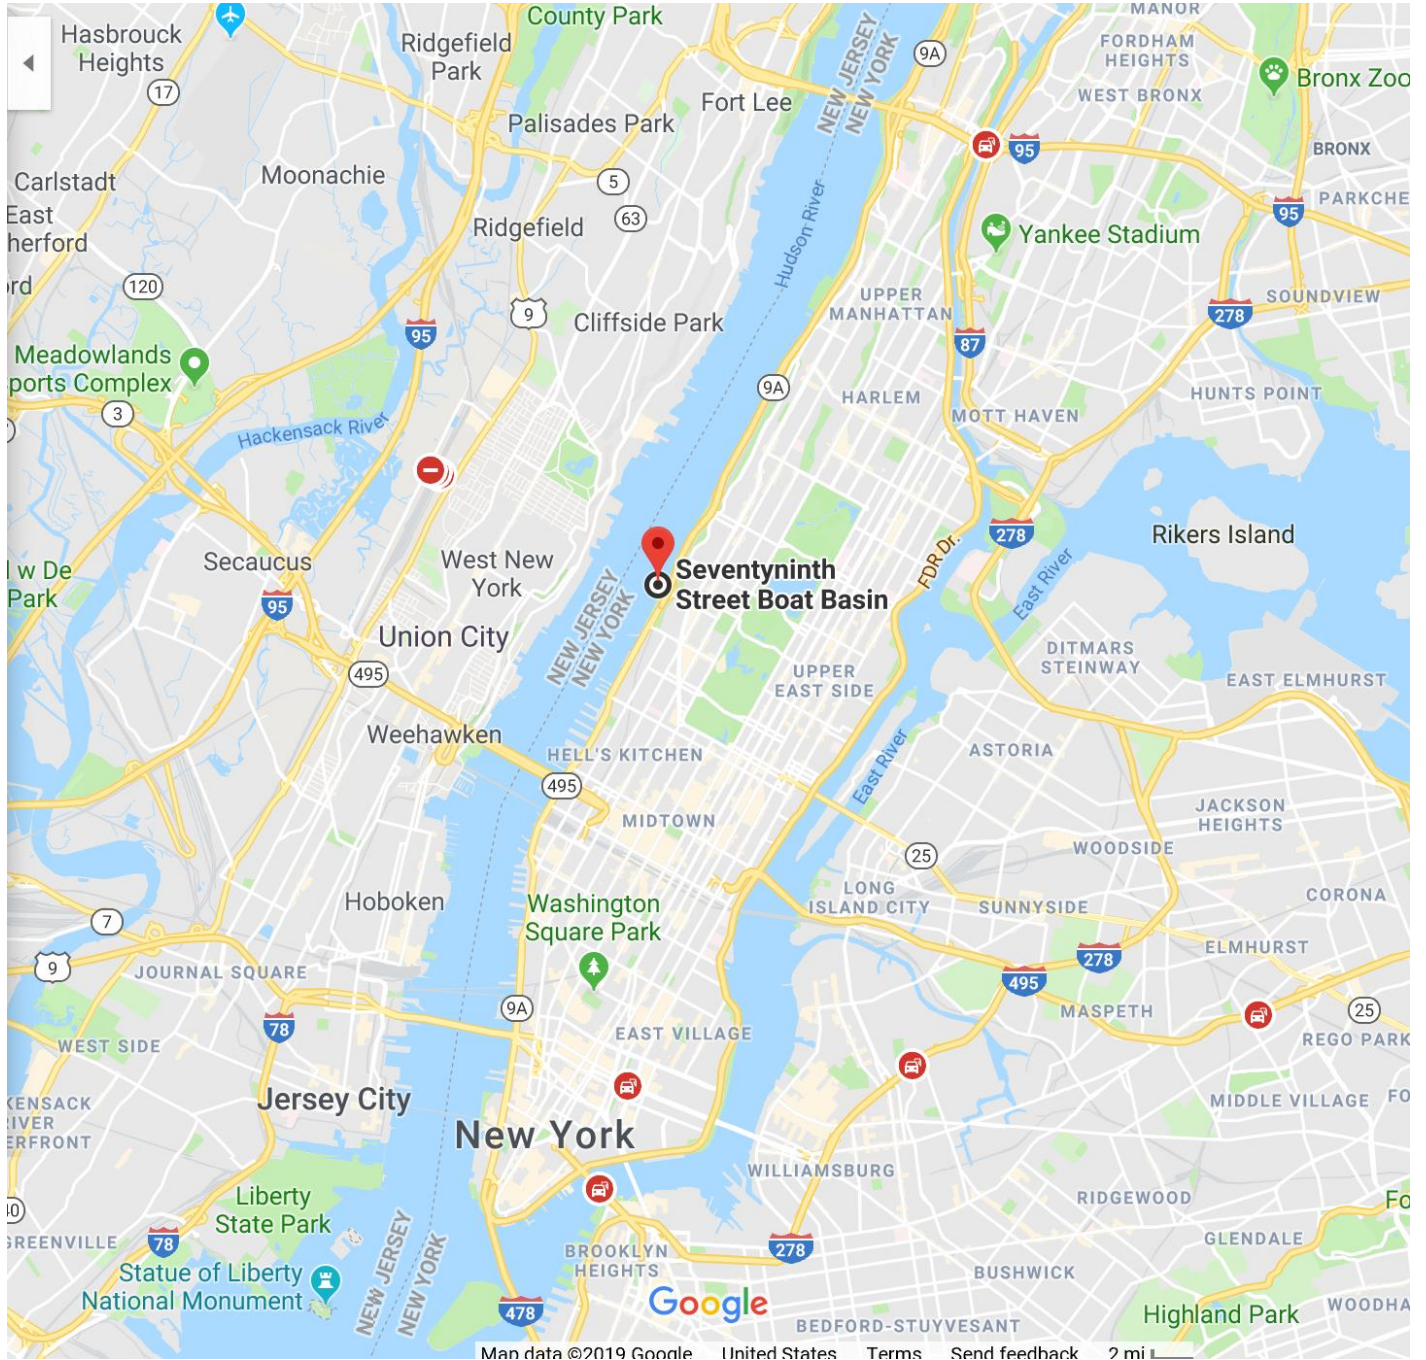 County Park
MANOR
Hasbrouck
Heights
Ridgefield
Park
NEW JERSEY
NEW YORK
9A
FORDHAM
HEIGHTS
Bronx Zoo
17
Fort Lee
WEST BRONX
Palisades Park
95
BRONX
Carlstadt
Moonachie
5
PARKCHE
East
herford
63
95
Ridgefield
Hudson River
Yankee Stadium
rd
120
9
UPPER
MANHATTAN
SOUNDVIEW
278
Cliffside Park
95
87
Meadowlands
ports Complex
9A
HARLEM
HUNTS POINT
3
MOTT HAVEN
Hackensack River
278
Rikers Island
FDR Dr.
Secaucus
West New
York
Seventyninth
Street Boat Basin
East River
l w De
Park
95
NEW JERSEY
NEW YORK
Union City
DITMARS
STEINWAY
495
UPPER
EAST SIDE
EAST ELMHURST
Weehawken
HELL'S KITCHEN
East River
ASTORIA
495
MIDTOWN
JACKSON
HEIGHTS
25
WOODSIDE
Hoboken
Washington
Square Park
LONG
ISLAND CITY
SUNNYSIDE
CORONA
7
ELMHURST
9
JOURNAL SQUARE
278
495
9A
78
EAST VILLAGE
MASPETH
25
WEST SIDE
REGO PARK
KENSACK
RIVER
ERFRONT
Jersey City
MIDDLE VILLAGE
FO
New York
WILLIAMSBURG
RIDGEWOOD
Liberty
State Park
Fo
40
GREENVILLE
78
NEW JERSEY
NEW YORK
BROOKLYN
HEIGHTS
278
GLENDALE
Statue of Liberty
National Monument
BUSHWICK
Google
478
BEDFORD-STUYVESANT
Highland Park
WOODHA
Map data ©2019 Google United States Terms Send feedback 2 mi